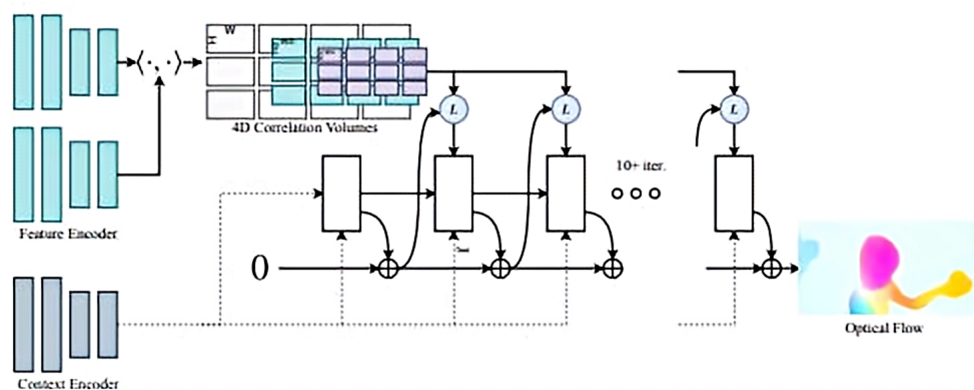 W
H
⟨·, ·⟩
4D Correlation Volumes
L
L
L
10+ iter.
Feature Encoder
0
Optical Flow
Context Encoder